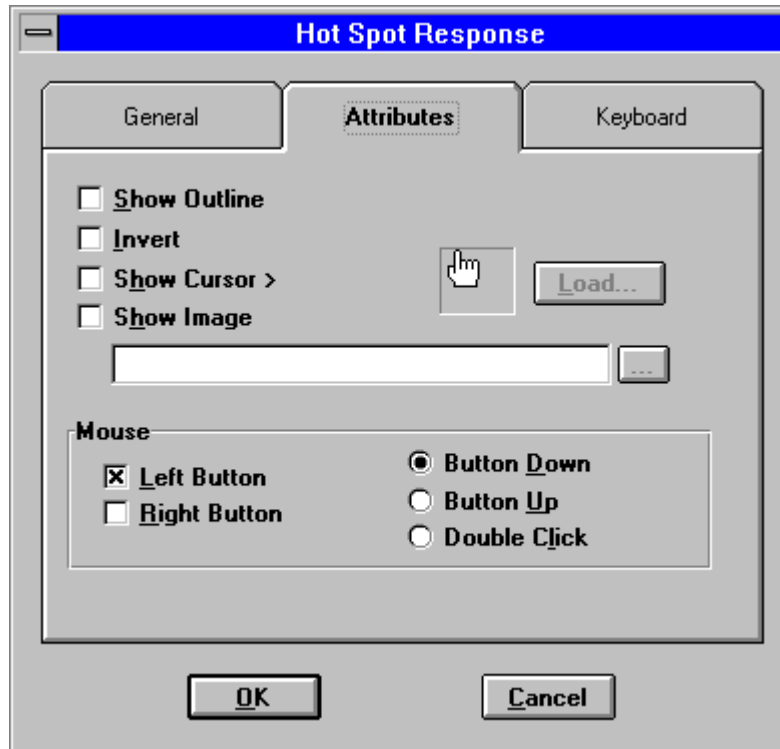 Hot Spot Response
General Attributes Keyboard
Show Outline
Invert
Show Cursor >
Load...
Show Image
...
Mouse
Left Button
Right Button
Button Down
Button Up
Double Click
OK Cancel